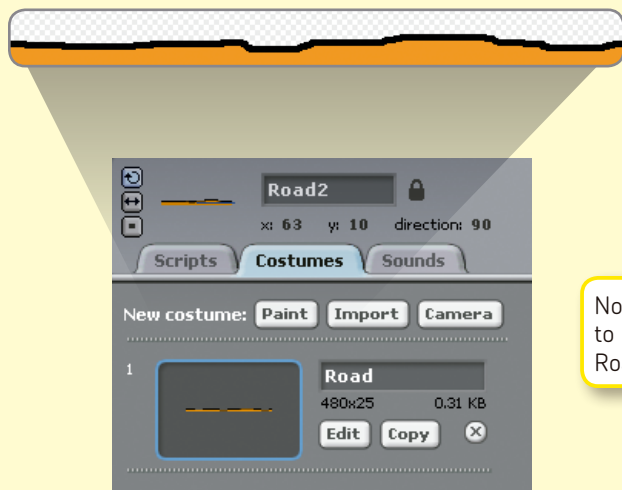 Road2
x: 63 y: 10 direction: 90
Scripts Costumes Sounds
New costume: Paint Import Camera
1
Road
480x25 0.31 KB
Edit Copy
No
to
Ro